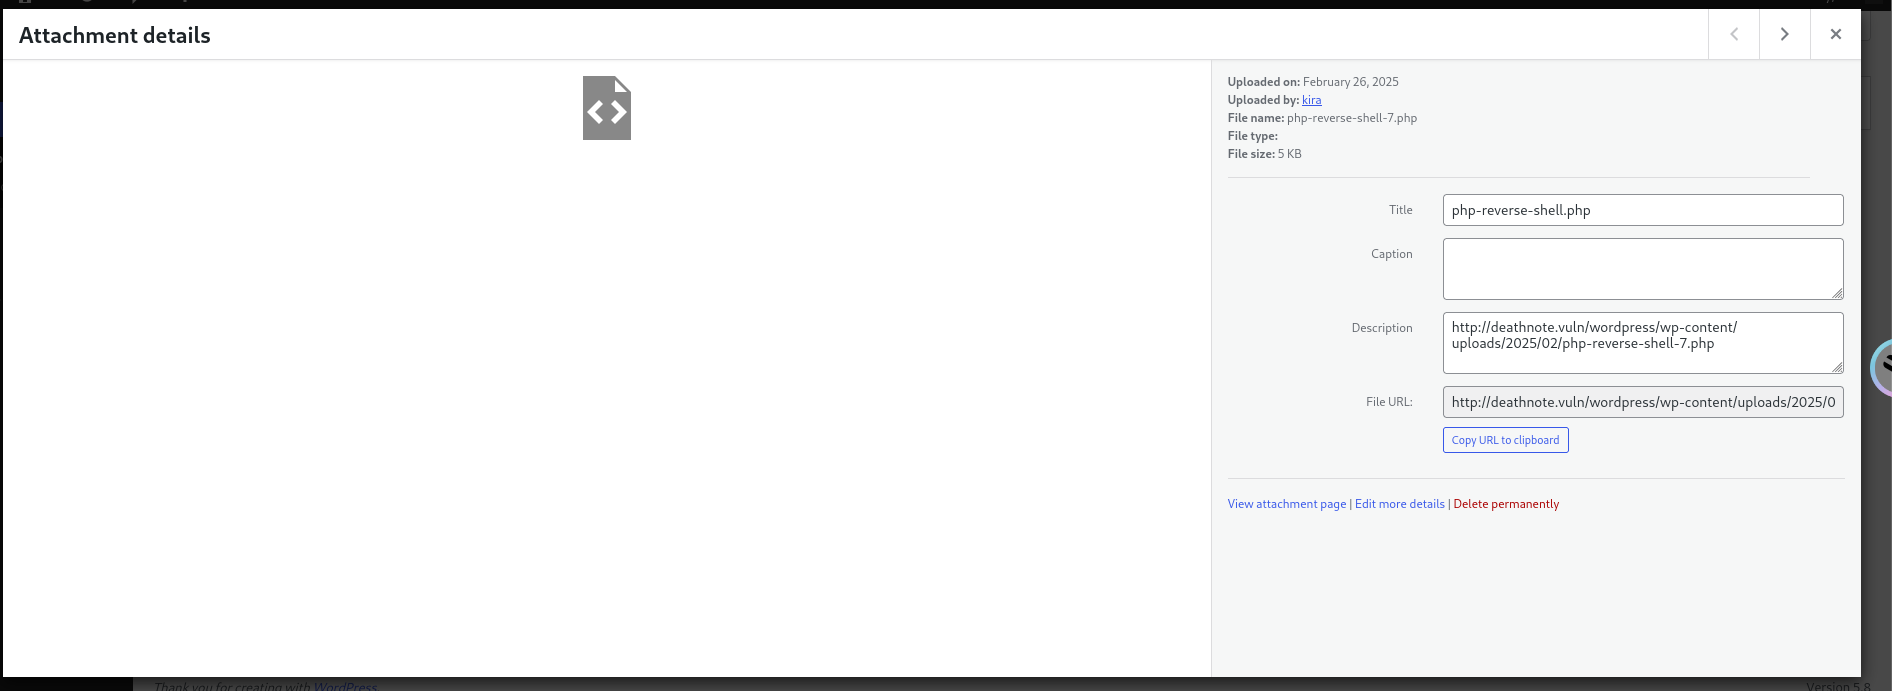 Attachment details
Uploaded on: February 26, 2025
Uploaded by: kira
File name: php-reverse-shell-7.php
File type:
File size: 5 KB
Title
php-reverse-shell.php
Caption
Description
http://deathnote.vuln/wordpress/wp-content/
uploads/2025/02/php-reverse-shell-7.php
File URL:
http://deathnote.vuln/wordpress/wp-content/uploads/2025/0
Copy URL to clipboard
View attachment page | Edit more details | Delete permanently
Thank you for creating with WordPress.
Version 5.8